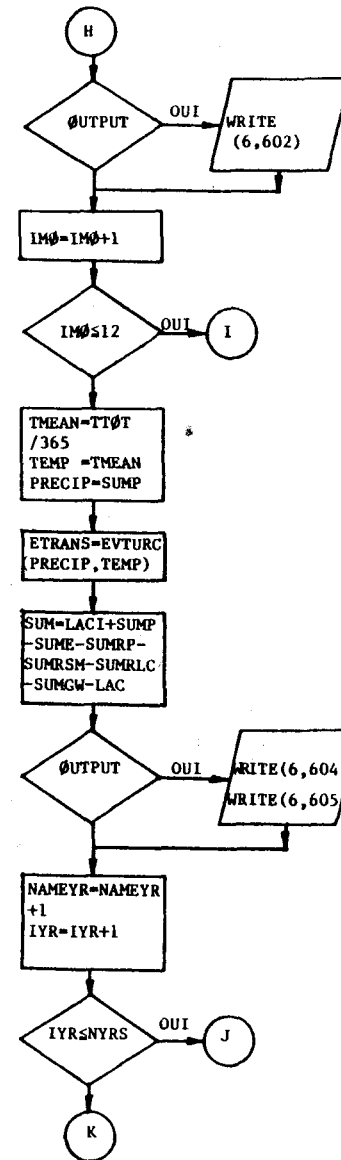 H
ØUTPUT
OUI
WRITE
(6,602)
IMØ=IMØ+1
IMØ≤12
OUI
I
TMEAN=TTØT
/365
TEMP =TMEAN
PRECIP=SUMP
ETRANS=EVTURC
(PRECIP,TEMP)
SUM=LACI+SUMP
-SUME-SUMRP-
SUMRSM-SUMRLC
-SUMGW-LAC
ØUTPUT
OUI
WRITE(6,604
WRITE(6,605
NAMEYR=NAMEYR
+1
IYR=IYR+1
IYR≤NYRS
OUI
J
K